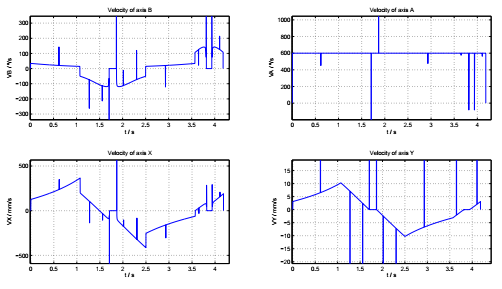 Velocity of axis B
VB / °/s
300
200
100
0
−100
−200
−300
0 0.5 1 1.5 2 2.5 3 3.5 4
t / s
Velocity of axis A
VA / °/s
1000
800
600
400
200
0
0 0.5 1 1.5 2 2.5 3 3.5 4
t / s
Velocity of axis X
VX / mm/s
500
0
−500
0 0.5 1 1.5 2 2.5 3 3.5 4
t / s
Velocity of axis Y
VY / mm/s
15
10
5
0
−5
−10
−15
−20
0 0.5 1 1.5 2 2.5 3 3.5 4
t / s